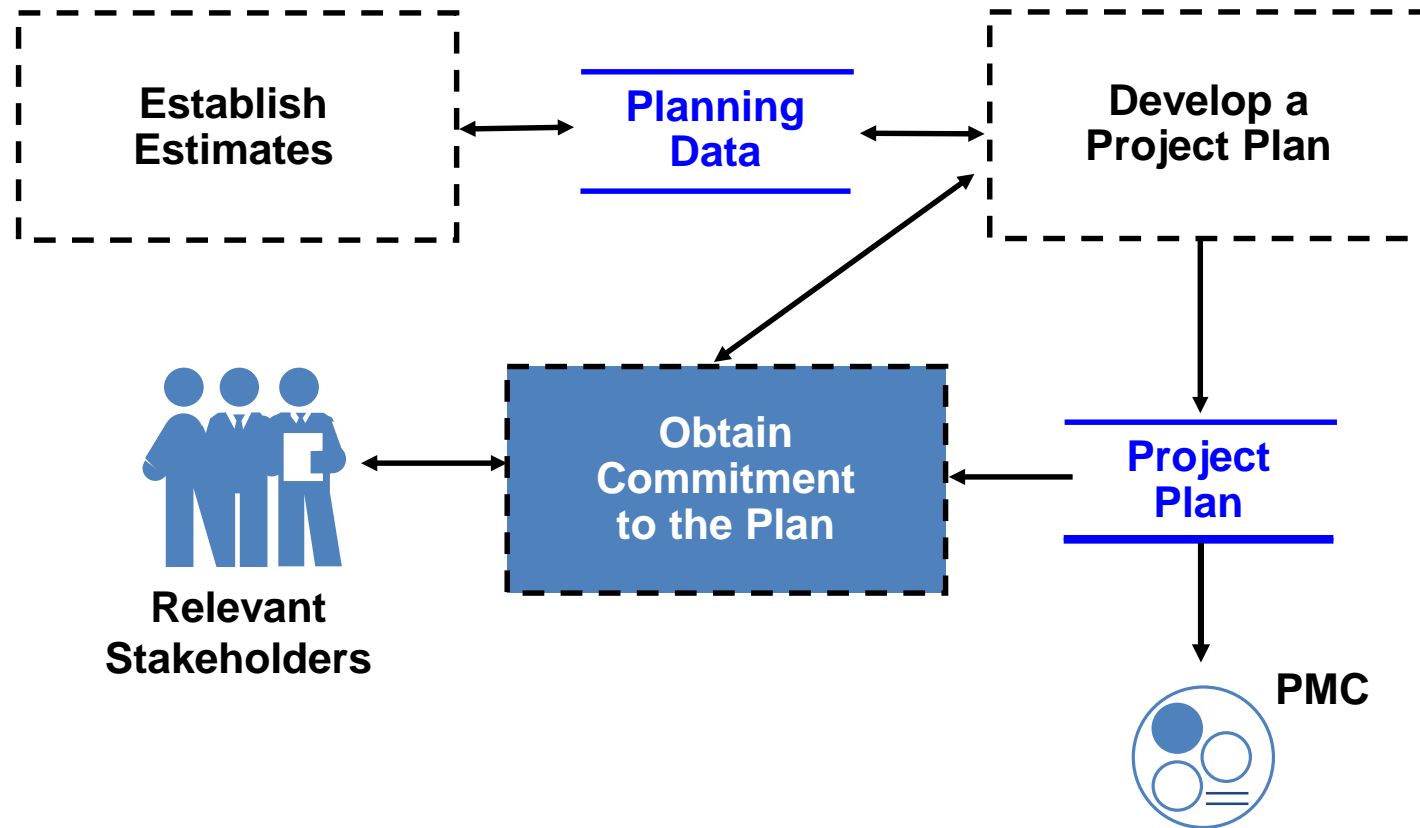 Establish
Estimates
Planning
Data
Develop a
Project Plan
Obtain
Commitment
to the Plan
Project
Plan
Relevant
Stakeholders
PMC